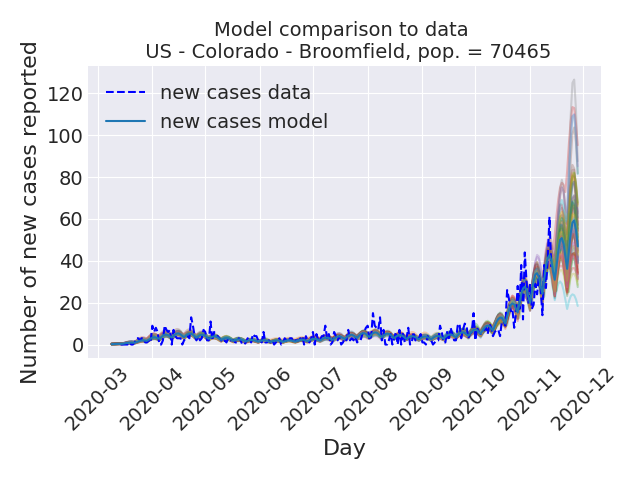 Model comparison to data
US - Colorado - Broomfield, pop. = 70465
Number of new cases reported
120
100
80
60
40
20
0
new cases data
new cases model
2020-03
2020-04
2020-05
2020-06
2020-07
2020-08
2020-09
2020-10
2020-11
2020-12
Day